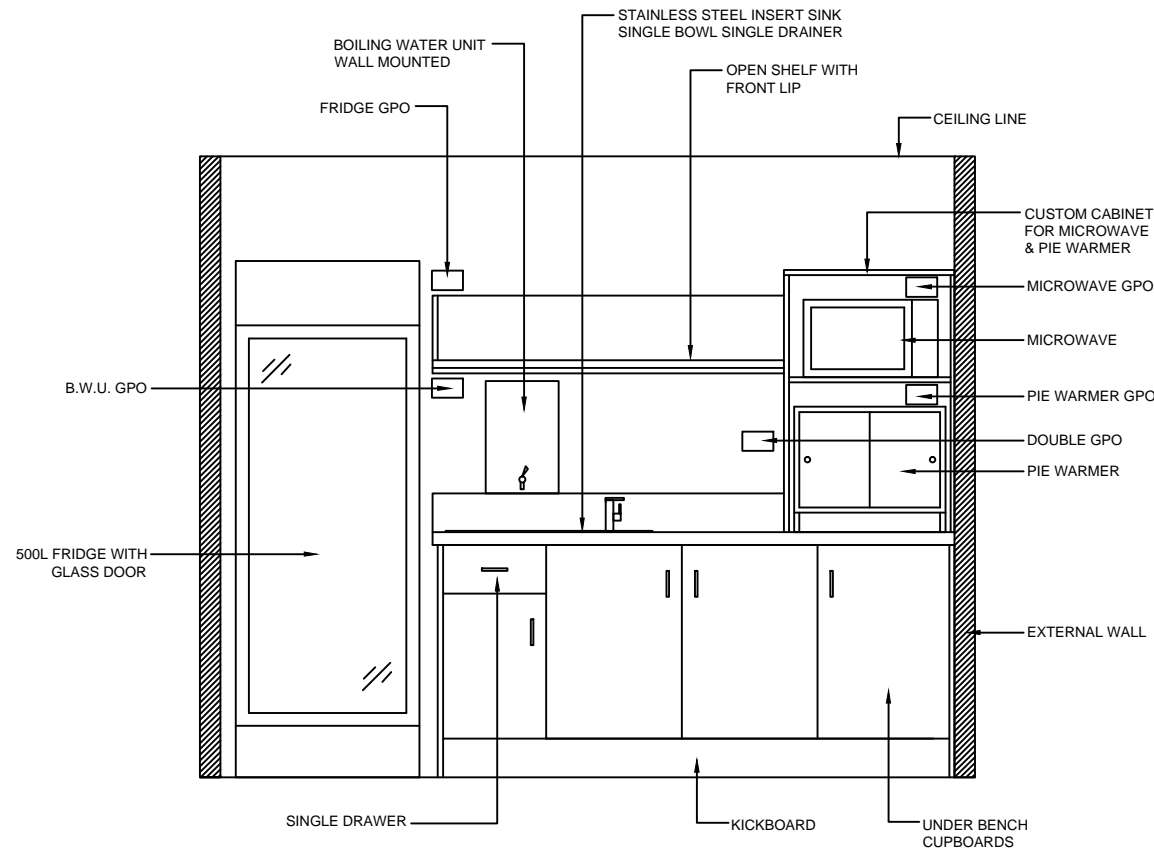 STAINLESS STEEL INSERT SINK
SINGLE BOWL SINGLE DRAINER
BOILING WATER UNIT
WALL MOUNTED
OPEN SHELF WITH
FRONT LIP
FRIDGE GPO
CEILING LINE
CUSTOM CABINET
FOR MICROWAVE
& PIE WARMER
MICROWAVE GPO
MICROWAVE
B.W.U. GPO
PIE WARMER GPO
DOUBLE GPO
PIE WARMER
500L FRIDGE WITH
GLASS DOOR
EXTERNAL WALL
SINGLE DRAWER
KICKBOARD
UNDER BENCH
CUPBOARDS